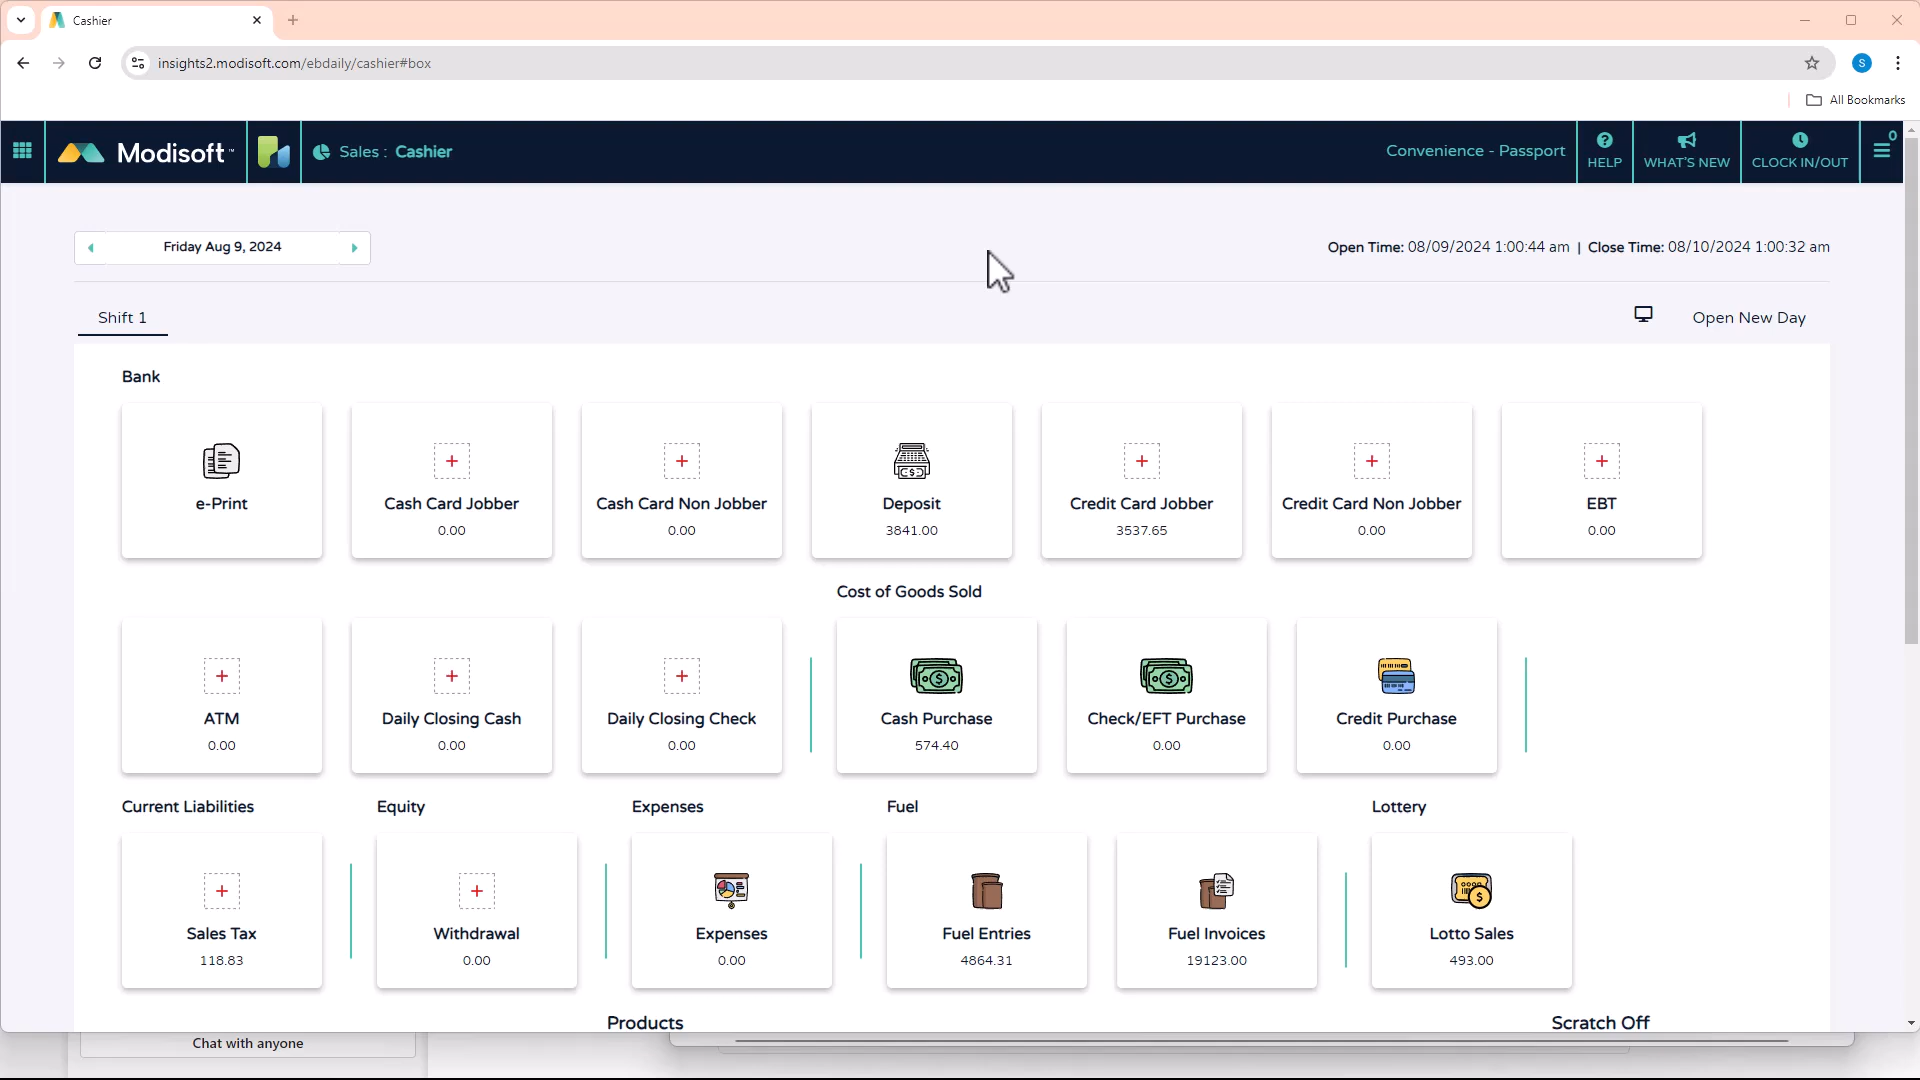 Cashier
insights2.modisoft.com/ebdaily/cashier#box
S
All Bookmarks
Modisoft™
Sales : Cashier
Convenience - Passport
HELP
WHAT'S NEW
CLOCK IN/OUT
0
Friday Aug 9, 2024
Open Time: 08/09/2024 1:00:44 am | Close Time: 08/10/2024 1:00:32 am
Shift 1
Open New Day
Bank
e-Print
Cash Card Jobber
0.00
Cash Card Non Jobber
0.00
Deposit
3841.00
Credit Card Jobber
3537.65
Credit Card Non Jobber
0.00
EBT
0.00
Cost of Goods Sold
ATM
0.00
Daily Closing Cash
0.00
Daily Closing Check
0.00
Cash Purchase
574.40
Check/EFT Purchase
0.00
Credit Purchase
0.00
Current Liabilities
Equity
Expenses
Fuel
Lottery
Sales Tax
118.83
Withdrawal
0.00
Expenses
0.00
Fuel Entries
4864.31
Fuel Invoices
19123.00
Lotto Sales
493.00
Products
Scratch Off
Chat with anyone